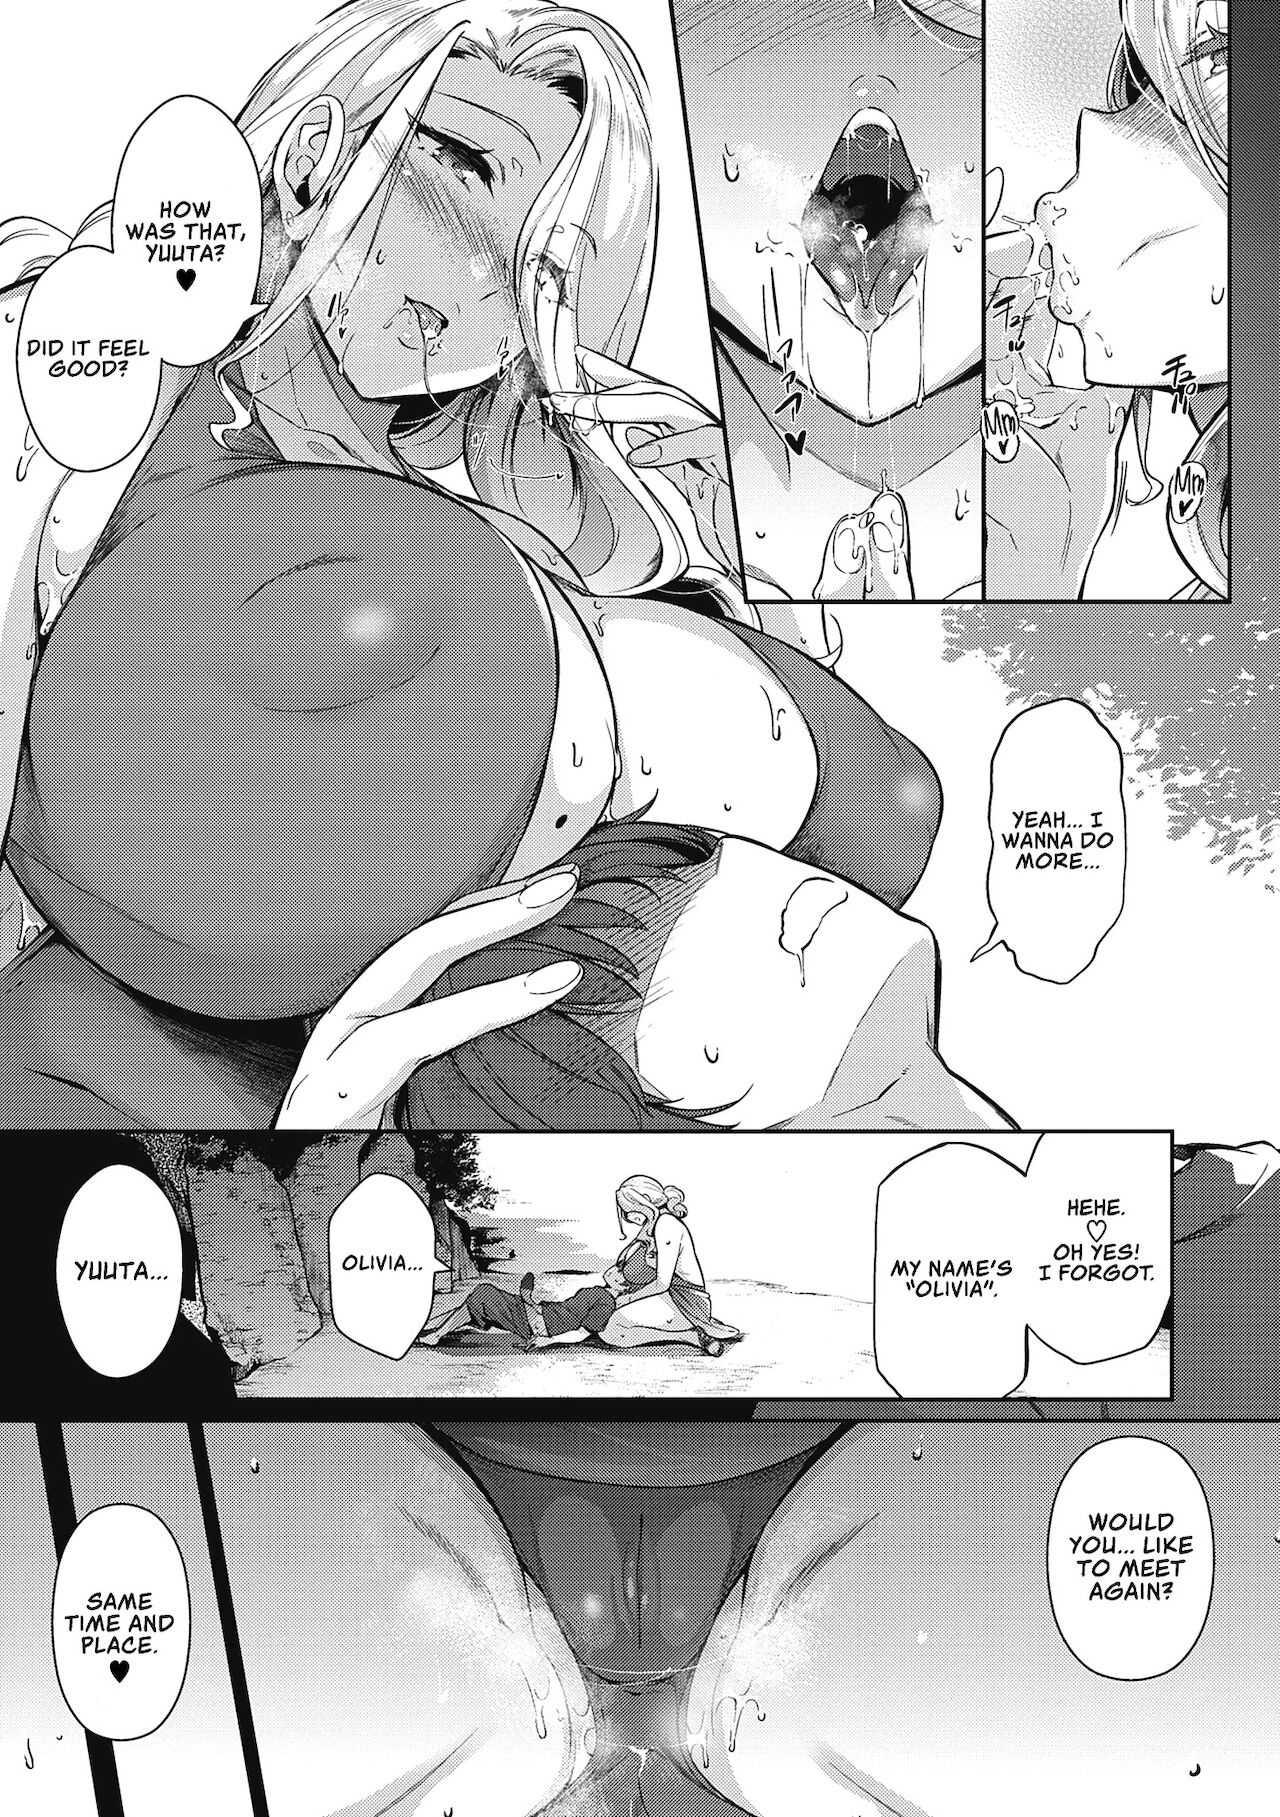 Mm
♥
Mm
♥
HOW
WAS THAT,
YUUTA?
♥
DID IT FEEL
GOOD?
YEAH... I
WANNA DO
MORE...
HEHE.
♡
OH YES!
I FORGOT.
MY NAME'S
"OLIVIA".
OLIVIA...
YUUTA...
WOULD
YOU... LIKE
TO MEET
AGAIN?
SAME
TIME AND
PLACE.
♥